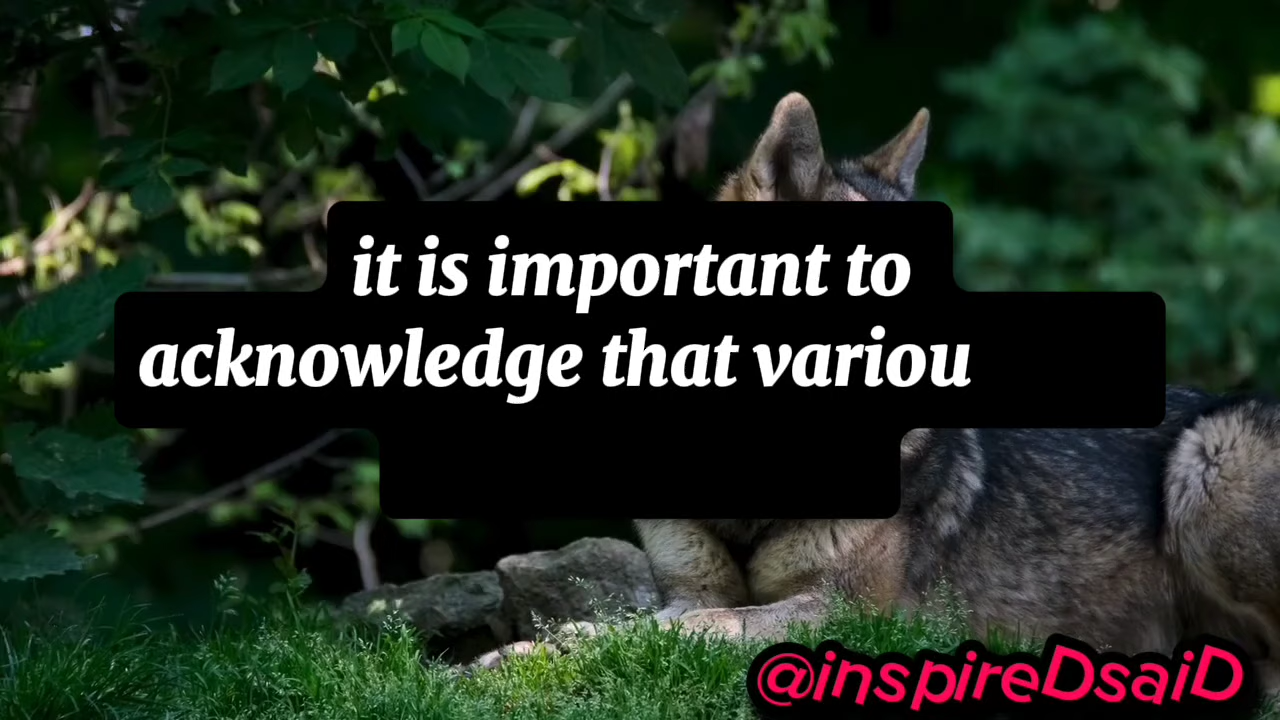 it is important to
acknowledge that variou
@inspireDsaiD